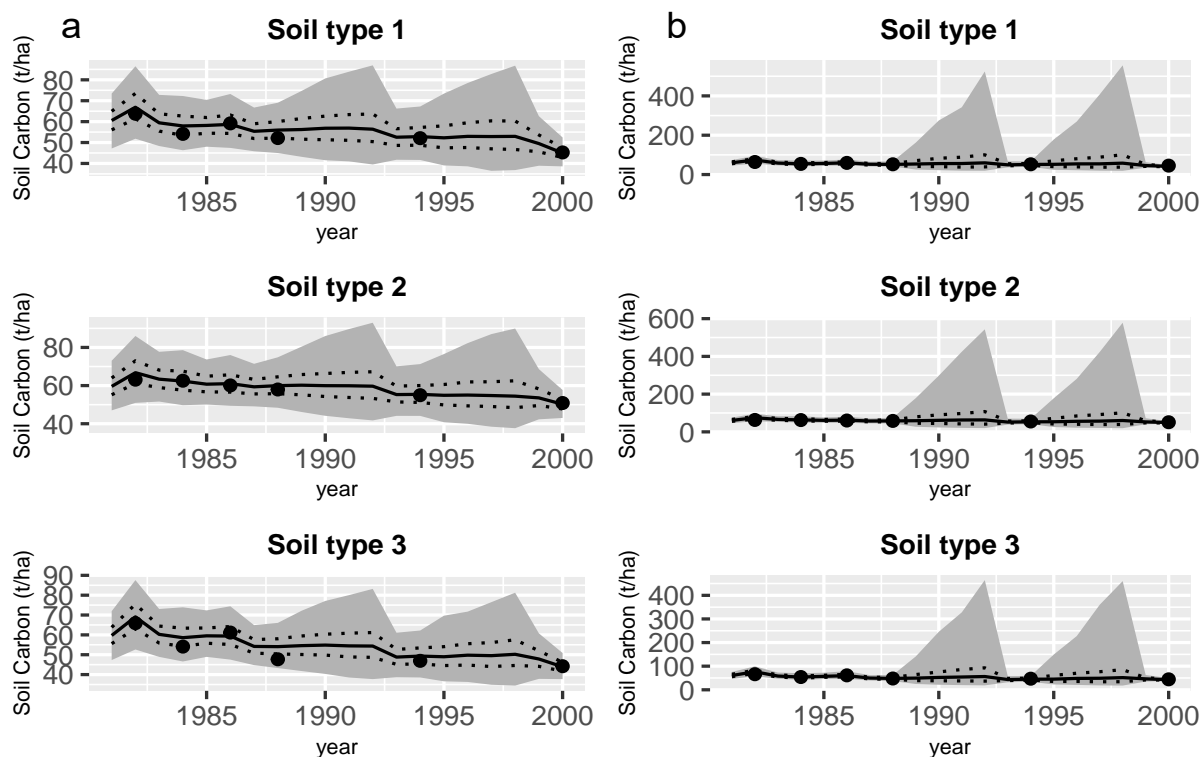 a
Soil type 1
Soil Carbon (t/ha)
80
70
60
50
40
1985 1990 1995 2000
year
Soil type 2
Soil Carbon (t/ha)
80
60
40
1985 1990 1995 2000
year
Soil type 3
Soil Carbon (t/ha)
90
80
70
60
50
40
1985 1990 1995 2000
year
b
Soil type 1
Soil Carbon (t/ha)
400
200
0
1985 1990 1995 2000
year
Soil type 2
Soil Carbon (t/ha)
600
400
200
0
1985 1990 1995 2000
year
Soil type 3
Soil Carbon (t/ha)
400
300
200
100
0
1985 1990 1995 2000
year